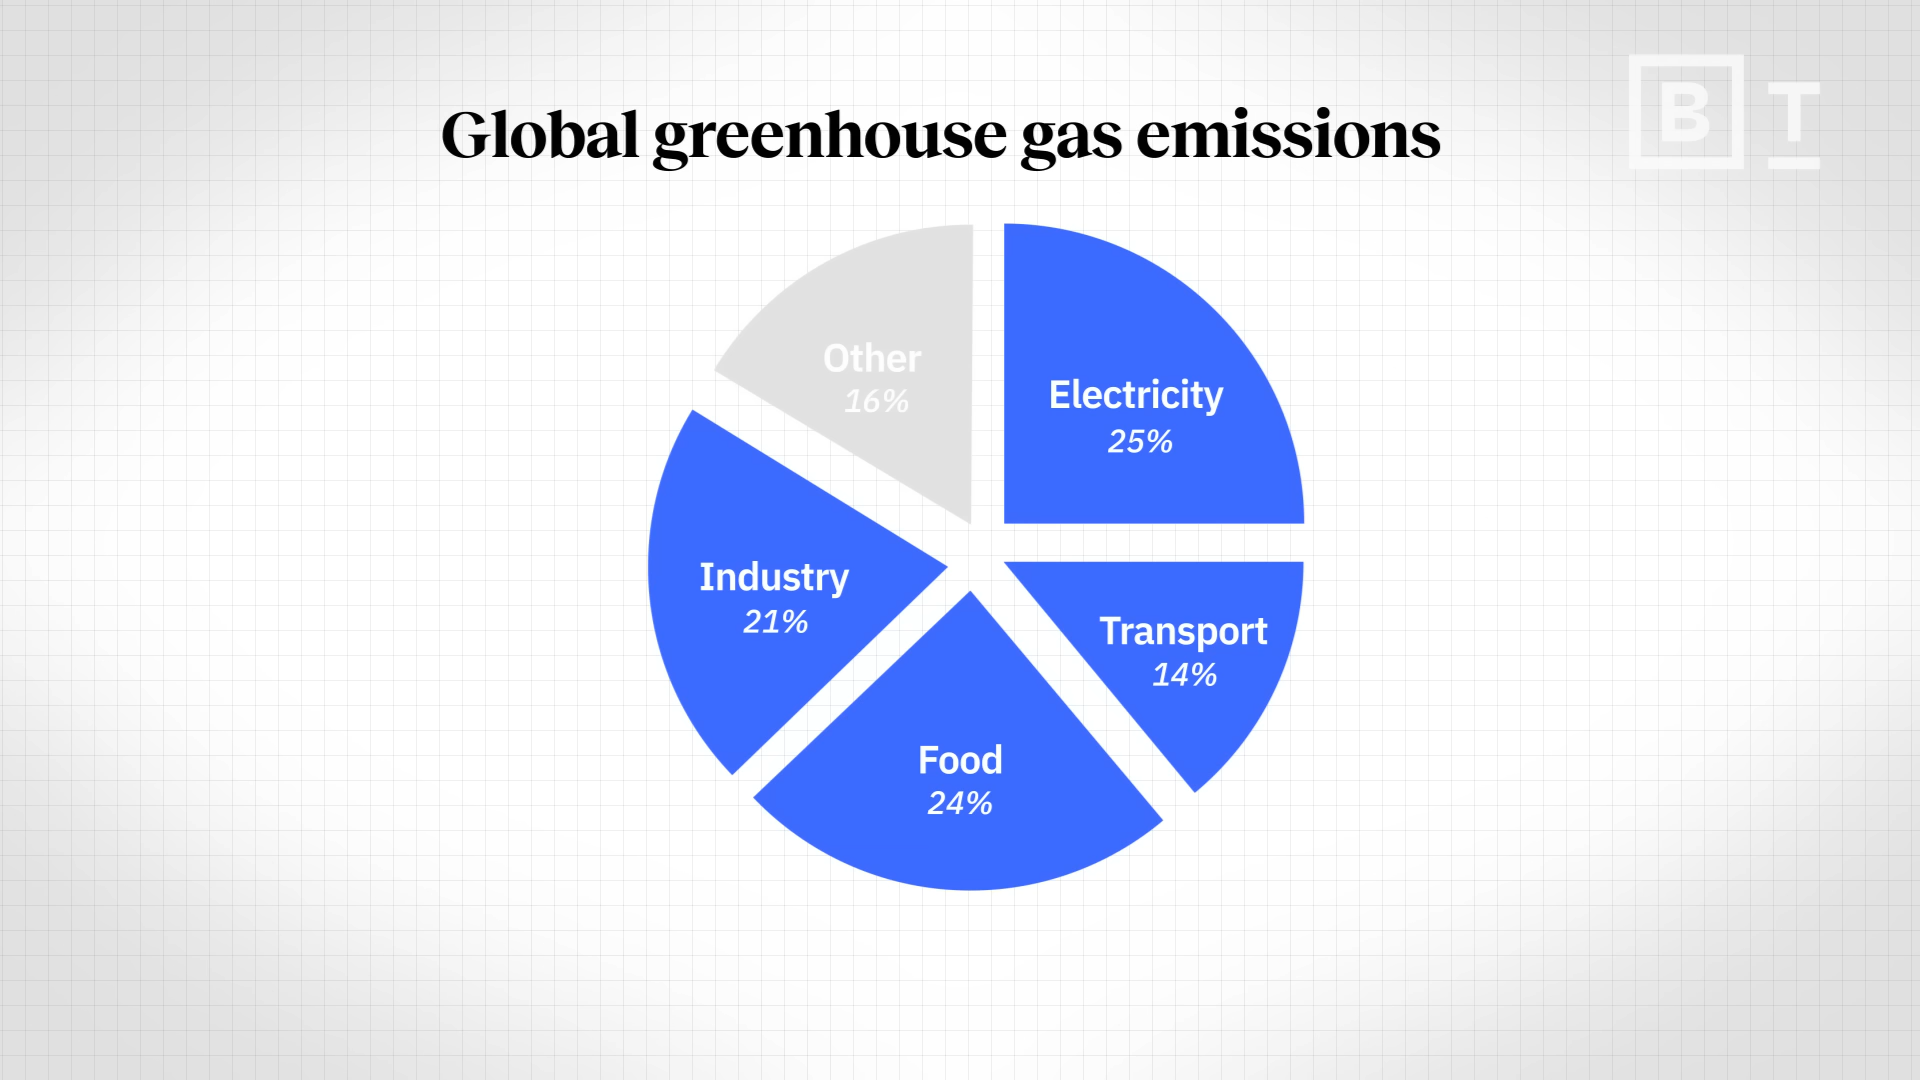 Global greenhouse gas emissions
B T
Other
16%
Electricity
25%
Industry
21%
Transport
14%
Food
24%